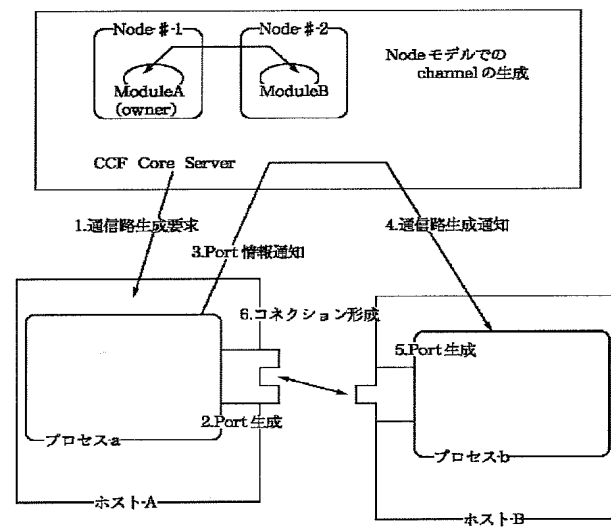 Node #-1
Node #-2
ModuleA
(owner)
ModuleB
Nodeモデルでの
channelの生成
CCF Core Server
1.通信路生成要求
3.Port 情報通知
4.通信路生成通知
6.コネクション形成
5.Port 生成
2.Port 生成
プロセス-a
プロセス-b
ホスト-A
ホスト-B